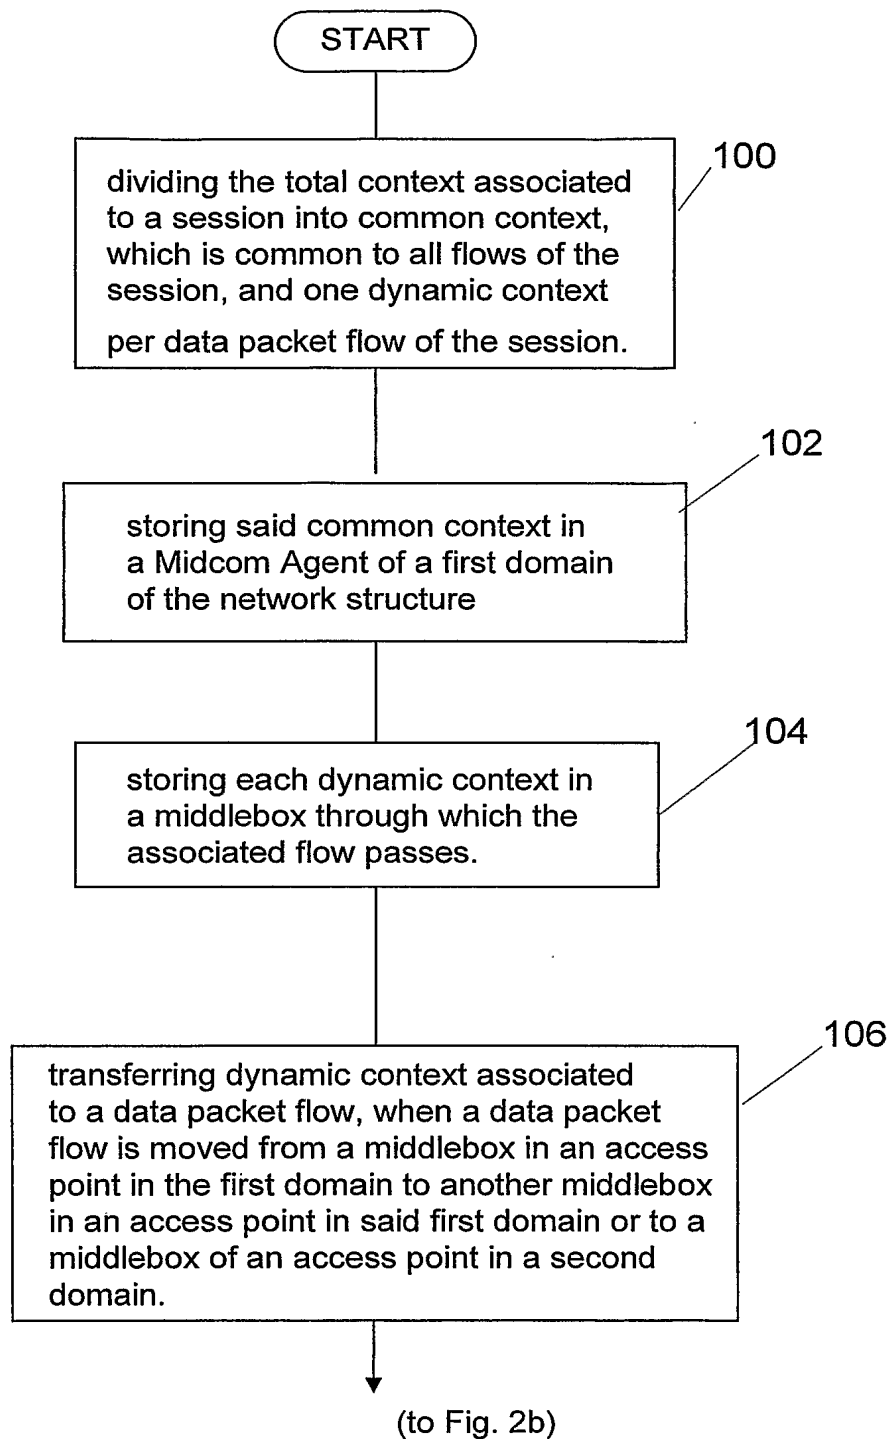 START
100
dividing the total context associated
to a session into common context,
which is common to all flows of the
session, and one dynamic context
per data packet flow of the session.
102
storing said common context in
a Midcom Agent of a first domain
of the network structure
104
storing each dynamic context in
a middlebox through which the
associated flow passes.
106
transferring dynamic context associated
to a data packet flow, when a data packet
flow is moved from a middlebox in an access
point in the first domain to another middlebox
in an access point in said first domain or to a
middlebox of an access point in a second
domain.
(to Fig. 2b)